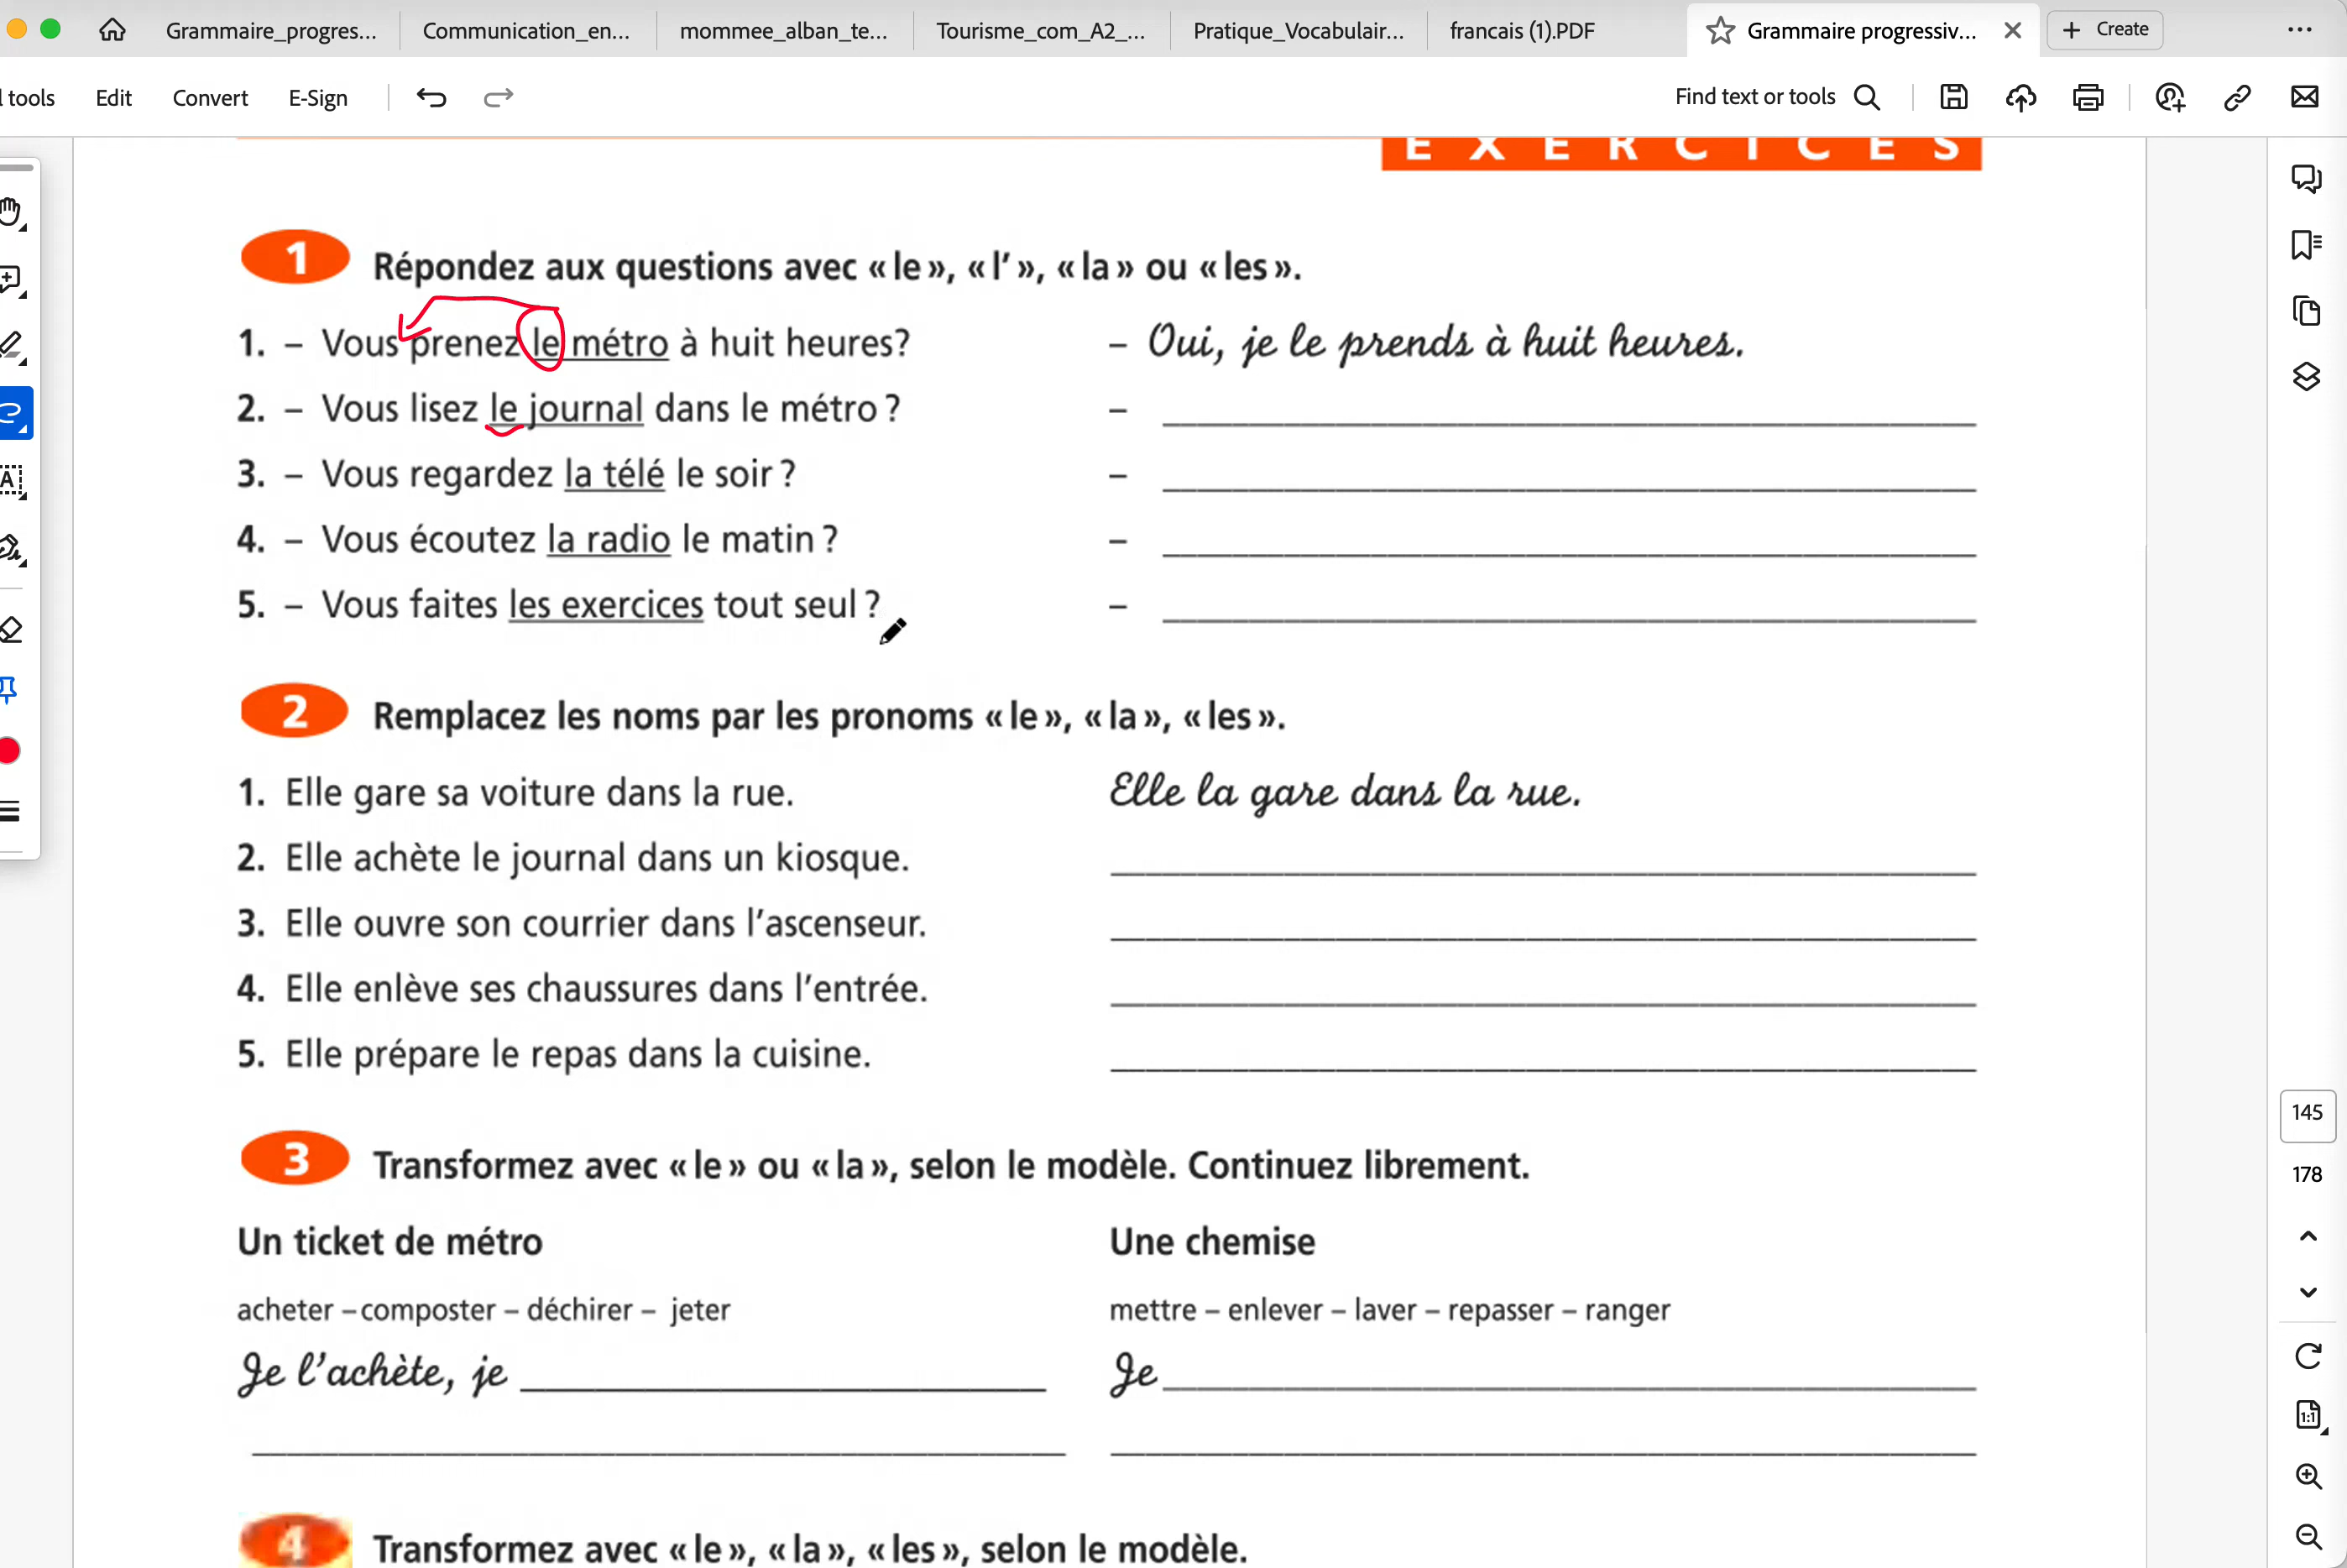 Grammaire_progres...
Communication_en...
mommee_alban_te...
Tourisme_com_A2_...
Pratique_Vocabulair...
francais (1).PDF
Grammaire progressiv...
Create
tools
Edit
Convert
E-Sign
Find text or tools
EXERCICES
1 Répondez aux questions avec « le », « l' », « la » ou « les ».
1. – Vous prenez le métro à huit heures? – Oui, je le prends à huit heures.
2. – Vous lisez le journal dans le métro ? –
3. – Vous regardez la télé le soir ? –
4. – Vous écoutez la radio le matin ? –
5. – Vous faites les exercices tout seul ? –
2 Remplacez les noms par les pronoms « le », « la », « les ».
1. Elle gare sa voiture dans la rue. Elle la gare dans la rue.
2. Elle achète le journal dans un kiosque.
3. Elle ouvre son courrier dans l'ascenseur.
4. Elle enlève ses chaussures dans l'entrée.
5. Elle prépare le repas dans la cuisine.
145
178
3 Transformez avec « le » ou « la », selon le modèle. Continuez librement.
Un ticket de métro
acheter – composter – déchirer – jeter
Je l'achète, je
Une chemise
mettre – enlever – laver – repasser – ranger
Je
4 Transformez avec « le », « la », « les », selon le modèle.